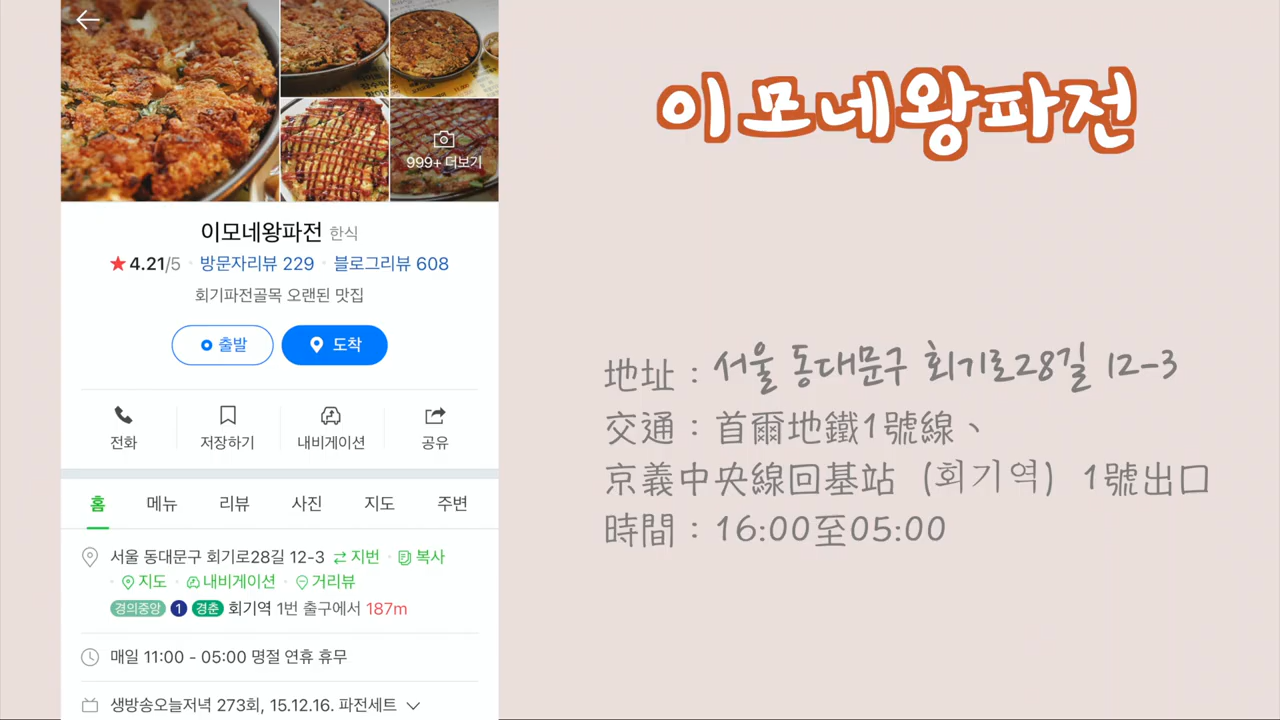 999+ 더보기
이모네왕파전 한식
4.21/5 · 방문자리뷰 229 · 블로그리뷰 608
회기파전골목 오랜된 맛집
출발
도착
전화
저장하기
내비게이션
공유
홈
메뉴
리뷰
사진
지도
주변
서울 동대문구 회기로28길 12-3 지번 · 복사
· 지도 · 내비게이션 · 거리뷰
경의중앙 1 경춘 회기역 1번 출구에서 187m
매일 11:00 - 05:00 명절 연휴 휴무
생방송오늘저녁 273회, 15.12.16. 파전세트
이모네왕파전
地址：서울 동대문구 회기로28길 12-3
交通：首爾地鐵1號線、
京義中央線回基站（회기역）1號出口
時間：16:00至05:00